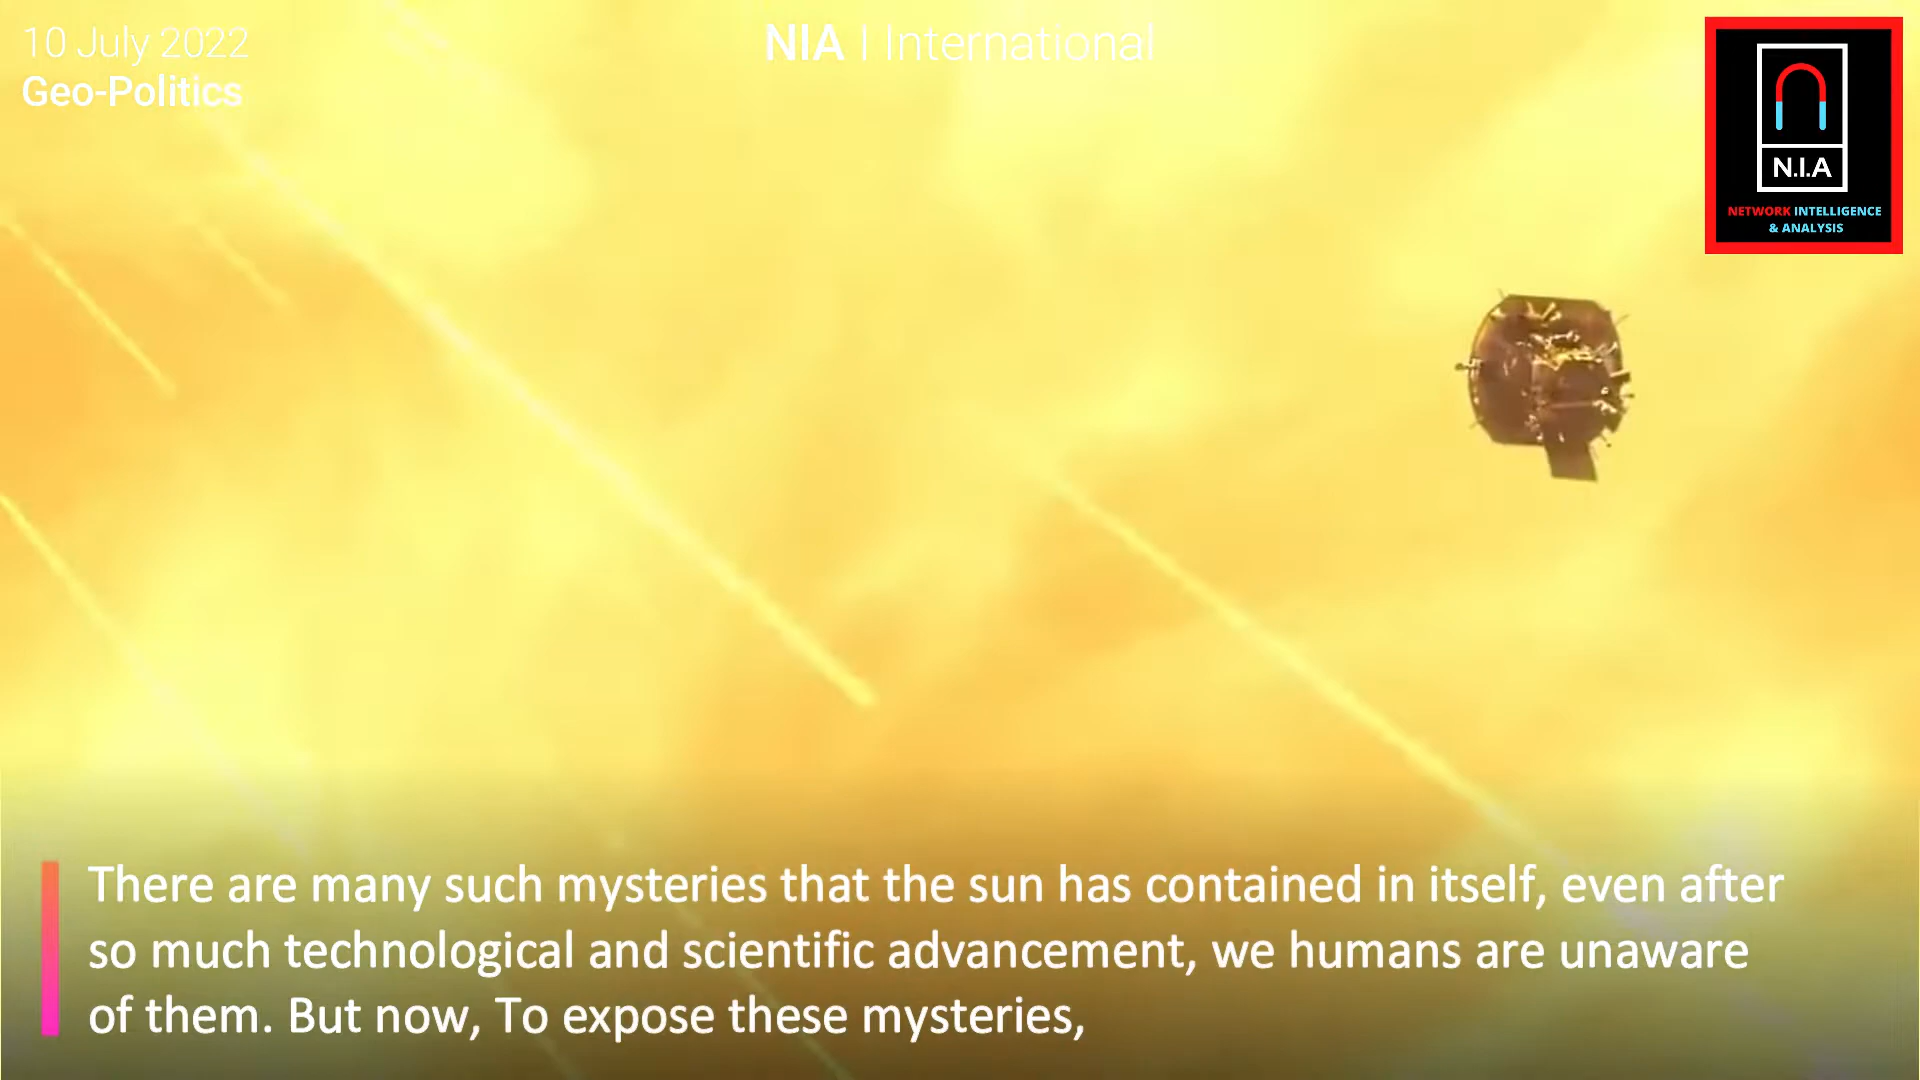 10 July 2022
Geo-Politics
NIA | International
N.I.A
NETWORK INTELLIGENCE
& ANALYSIS
There are many such mysteries that the sun has contained in itself, even after
so much technological and scientific advancement, we humans are unaware
of them. But now, To expose these mysteries,